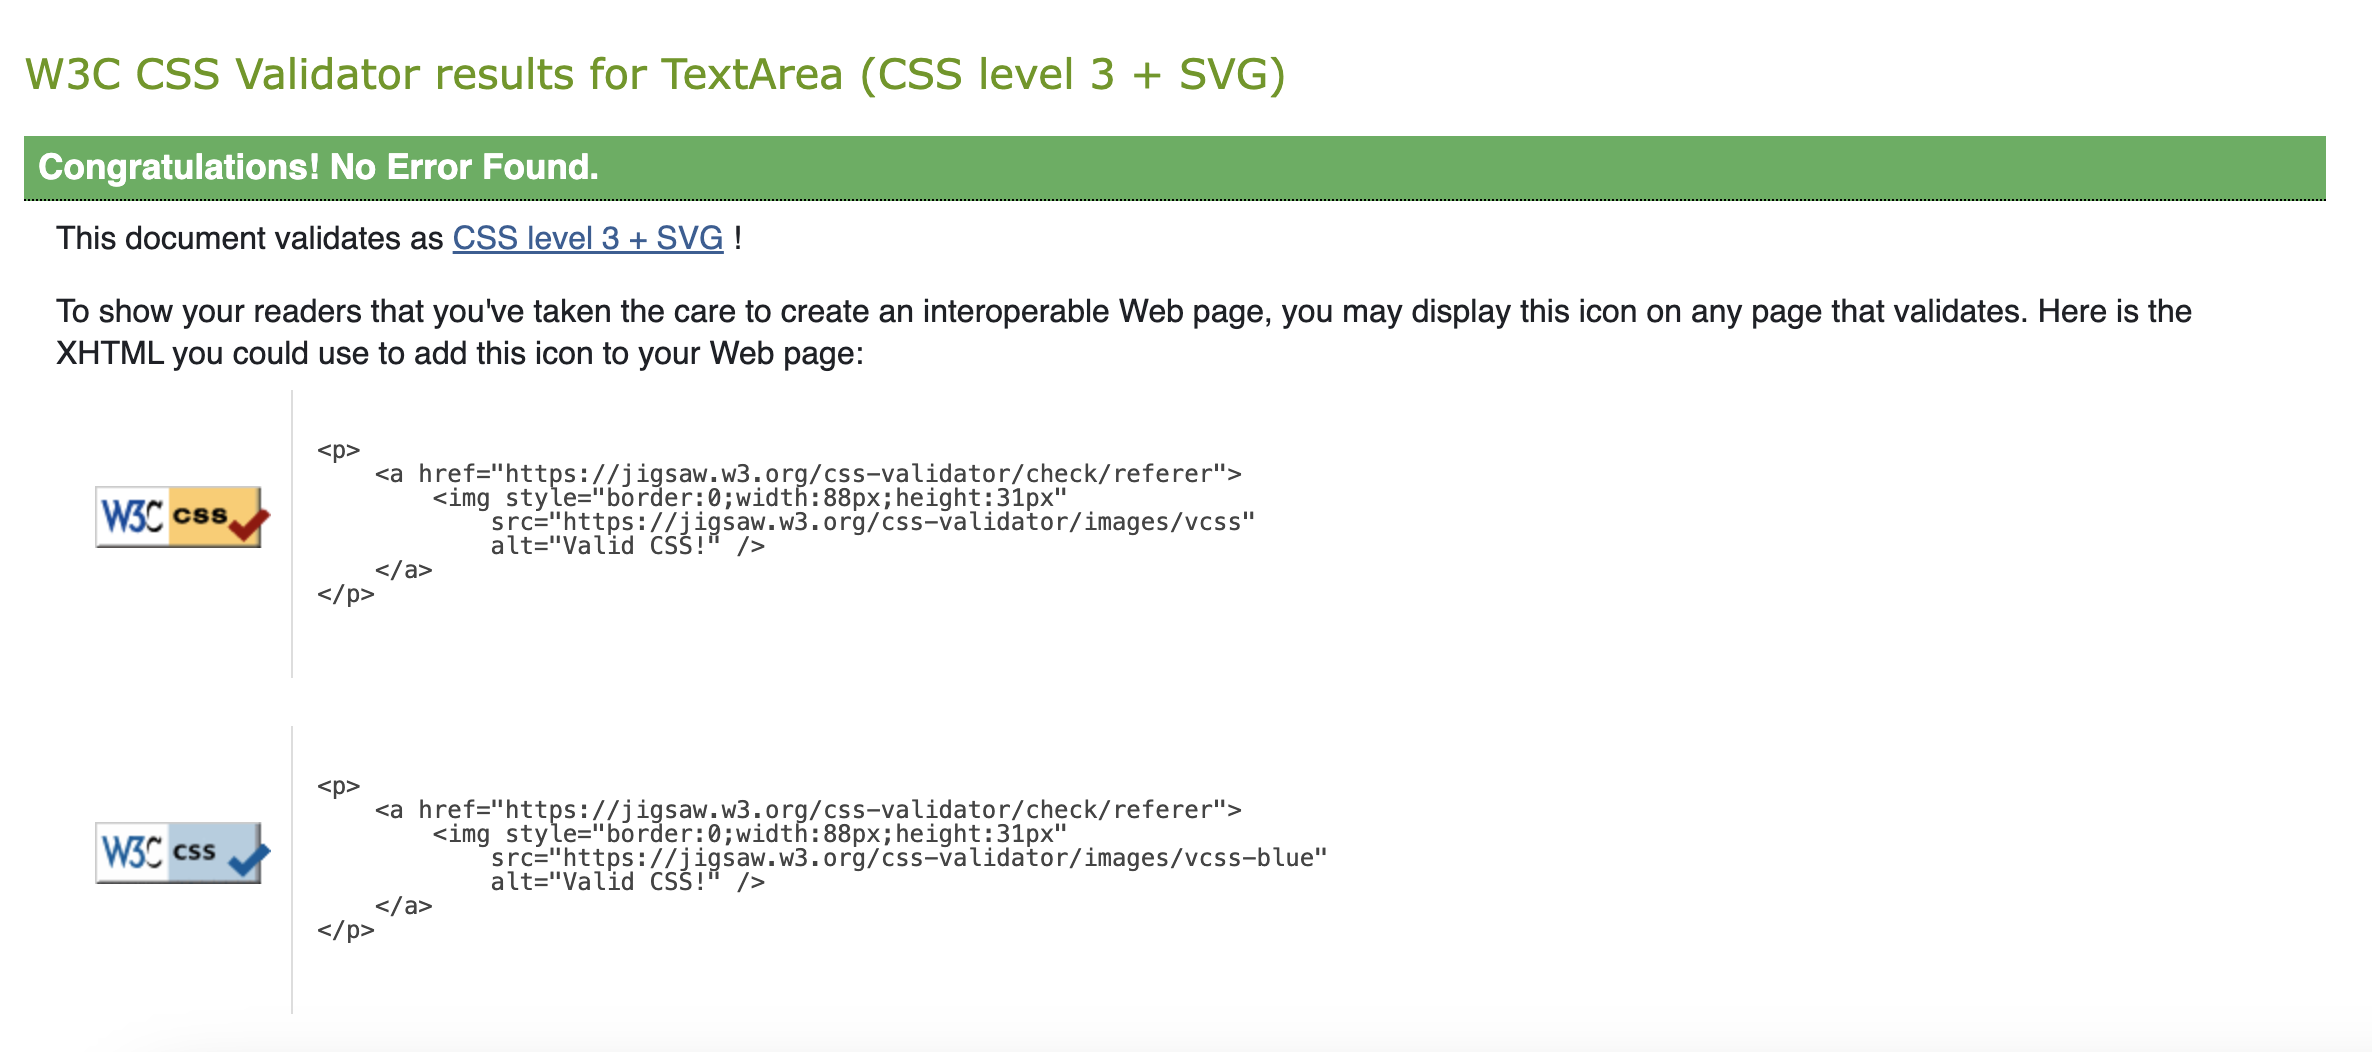 W3C CSS Validator results for TextArea (CSS level 3 + SVG)
Congratulations! No Error Found.
This document validates as CSS level 3 + SVG !
To show your readers that you've taken the care to create an interoperable Web page, you may display this icon on any page that validates. Here is the
XHTML you could use to add this icon to your Web page:
<p>
    <a href="https://jigsaw.w3.org/css-validator/check/referer">
        <img style="border:0;width:88px;height:31px"
W3C css
            src="https://jigsaw.w3.org/css-validator/images/vcss"
            alt="Valid CSS!" />
    </a>
</p>
<p>
    <a href="https://jigsaw.w3.org/css-validator/check/referer">
        <img style="border:0;width:88px;height:31px"
W3C css
            src="https://jigsaw.w3.org/css-validator/images/vcss-blue"
            alt="Valid CSS!" />
    </a>
</p>